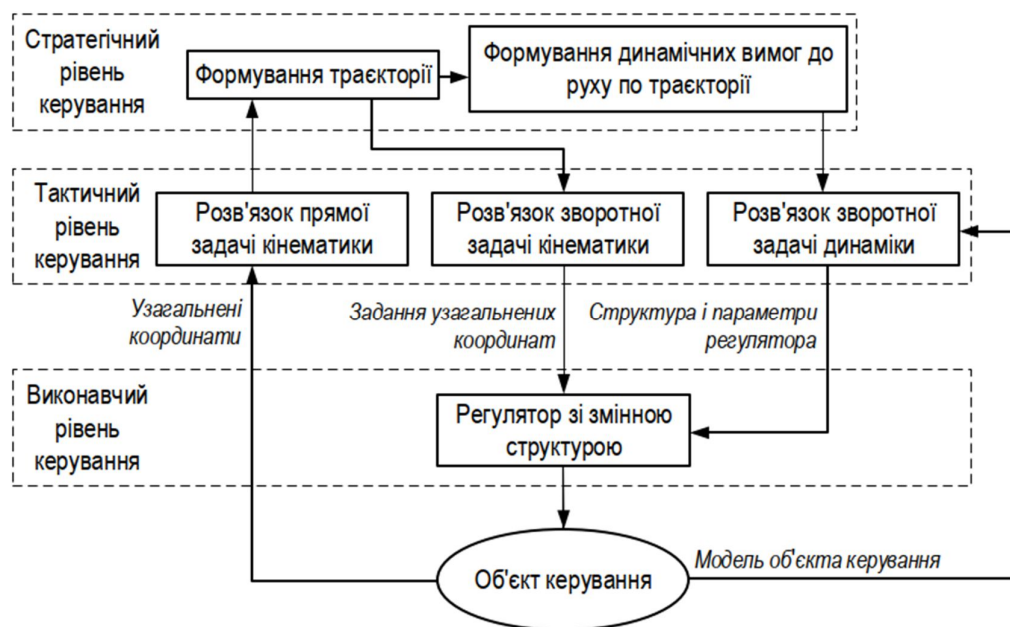 Стратегічний
рівень
керування
Формування траєкторії
Формування динамічних вимог до
руху по траєкторії
Тактичний
рівень
керування
Розв'язок прямої
задачі кінематики
Розв'язок зворотної
задачі кінематики
Розв'язок зворотної
задачі динаміки
Узагальнені
координати
Задання узагальнених
координат
Структура і параметри
регулятора
Виконавчий
рівень
керування
Регулятор зі змінною
структурою
Об'єкт керування
Модель об'єкта керування